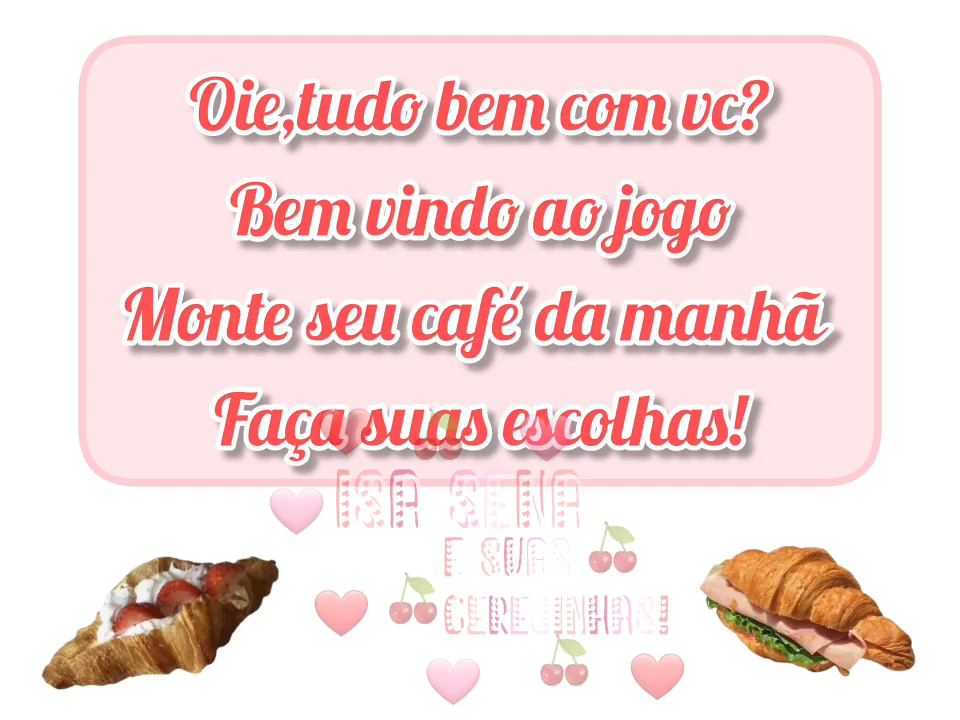 Oie,tudo bem com vc?
Bem vindo ao jogo
Monte seu café da manhã
Faça suas escolhas!
ISA SENA
E SUAS
CEREJINHAS!